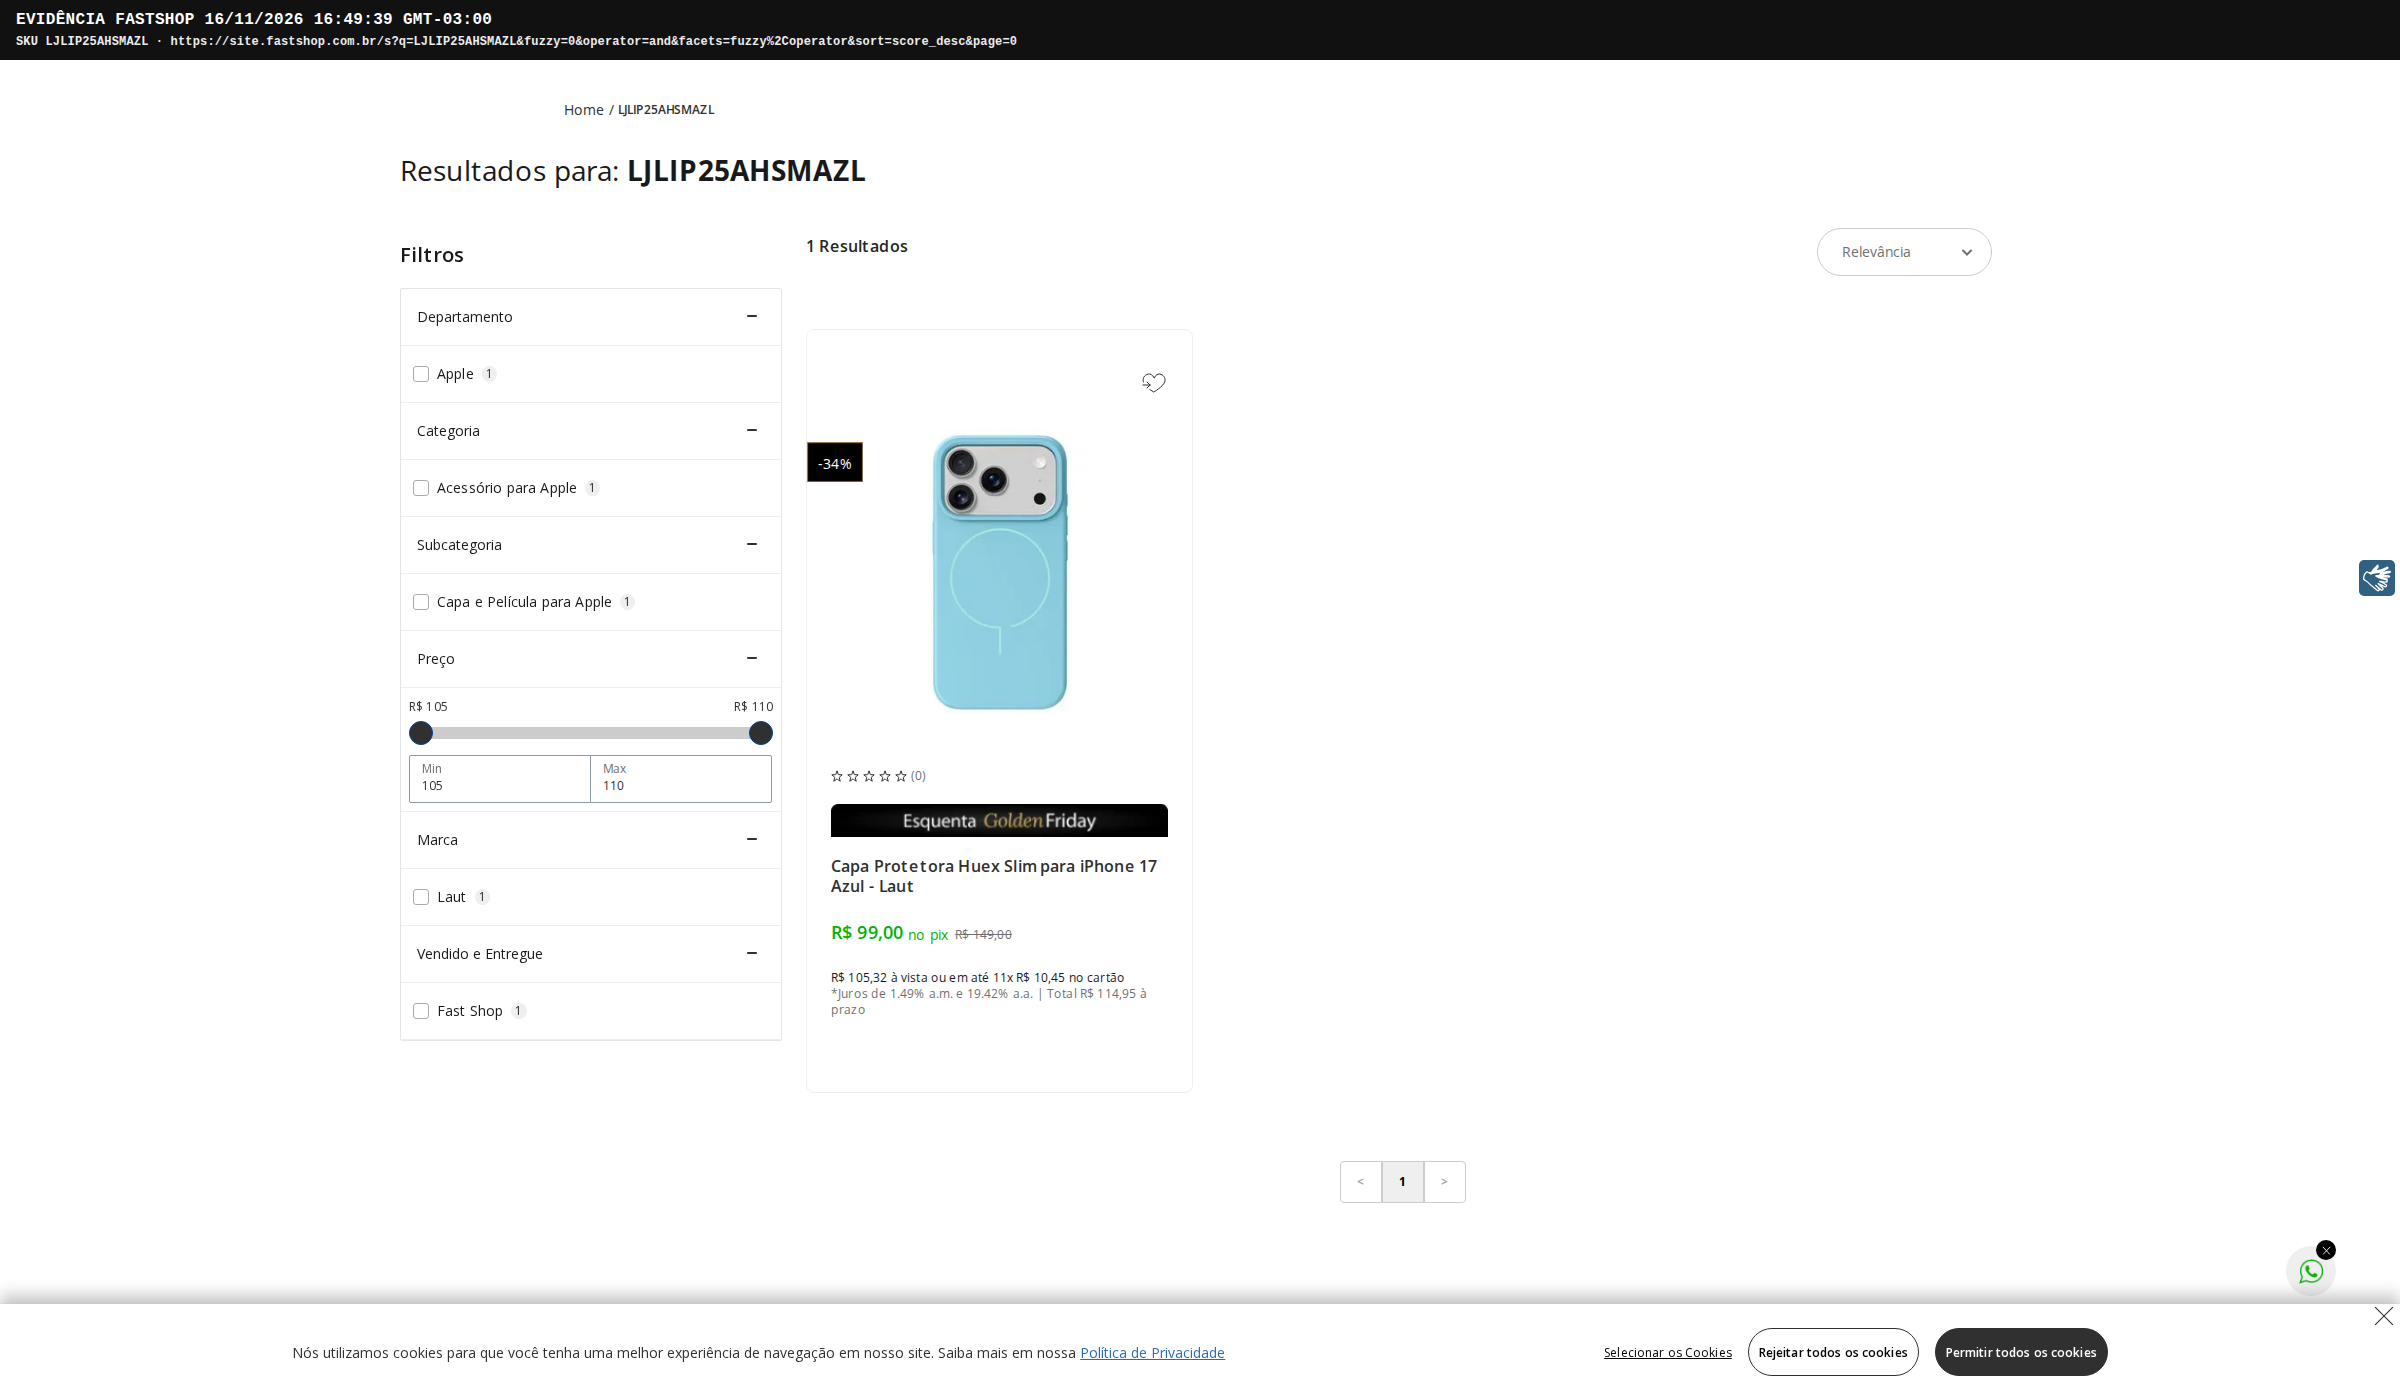 EVIDÊNCIA FASTSHOP 16/11/2026 16:49:39 GMT-03:00
SKU LJLIP25AHSMAZL · https://site.fastshop.com.br/s?q=LJLIP25AHSMAZL&fuzzy=0&operator=and&facets=fuzzy%2Coperator&sort=score_desc&page=0
Home / LJLIP25AHSMAZL
Resultados para: LJLIP25AHSMAZL
Filtros
1 Resultados
Relevância
Departamento
Apple 1
Categoria
Acessório para Apple 1
Subcategoria
Capa e Película para Apple 1
Preço
R$ 105
R$ 110
Min
105
Max
110
Marca
Laut 1
Vendido e Entregue
Fast Shop 1
-34%
(0)
Esquenta Golden Friday
Capa Protetora Huex Slim para iPhone 17
Azul - Laut
R$ 99,00 no pix R$ 149,00
R$ 105,32 à vista ou em até 11x R$ 10,45 no cartão
*Juros de 1.49% a.m. e 19.42% a.a. | Total R$ 114,95 à
prazo
< 1 >
Nós utilizamos cookies para que você tenha uma melhor experiência de navegação em nosso site. Saiba mais em nossa Política de Privacidade
Selecionar os Cookies
Rejeitar todos os cookies
Permitir todos os cookies